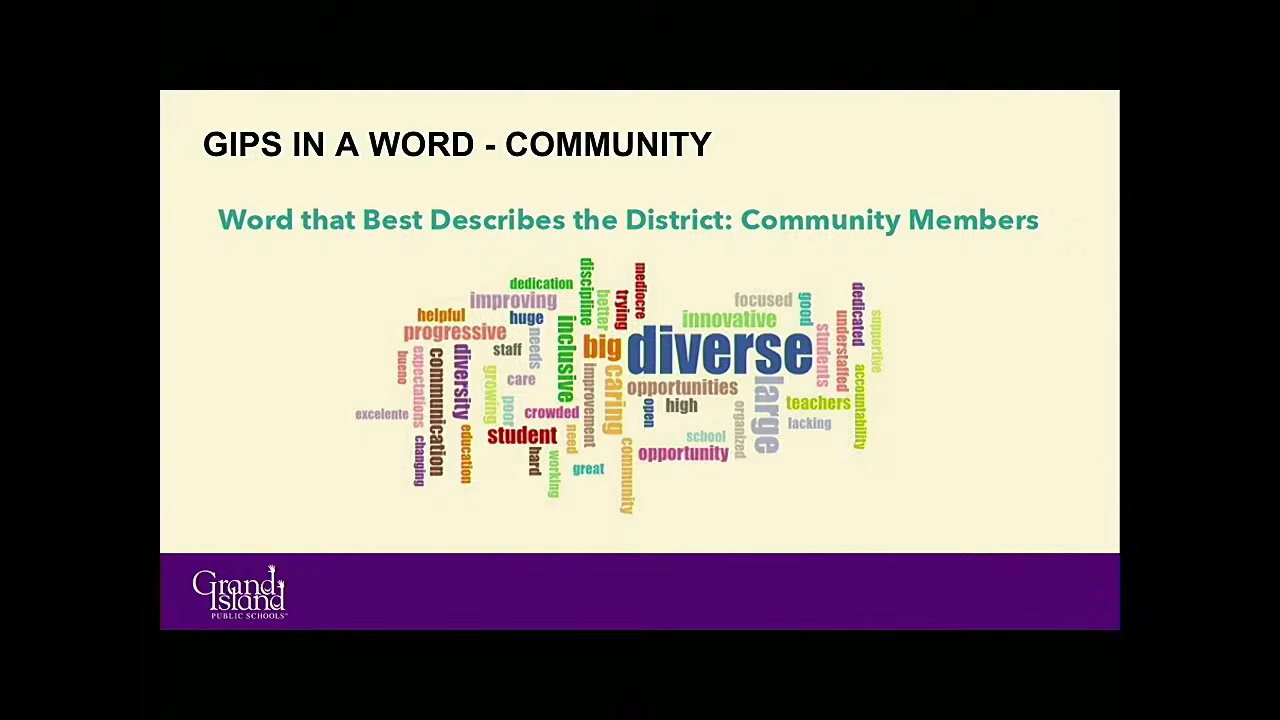 GIPS IN A WORD - COMMUNITY
Word that Best Describes the District: Community Members
discipline
mediocre
dedication
dedicated
improving
better
trying
focused
good
helpful
huge
innovative
supportive
progressive
inclusive
big
diverse
students
understaffed
needs
staff
bueno
expectations
communication
diversity
growing
care
improvement
caring
opportunities
large
accountability
excelente
poor
crowded
open
high
organized
teachers
lacking
changing
education
student
need
school
hard
working
great
community
opportunity
Grand
Island
PUBLIC SCHOOLS